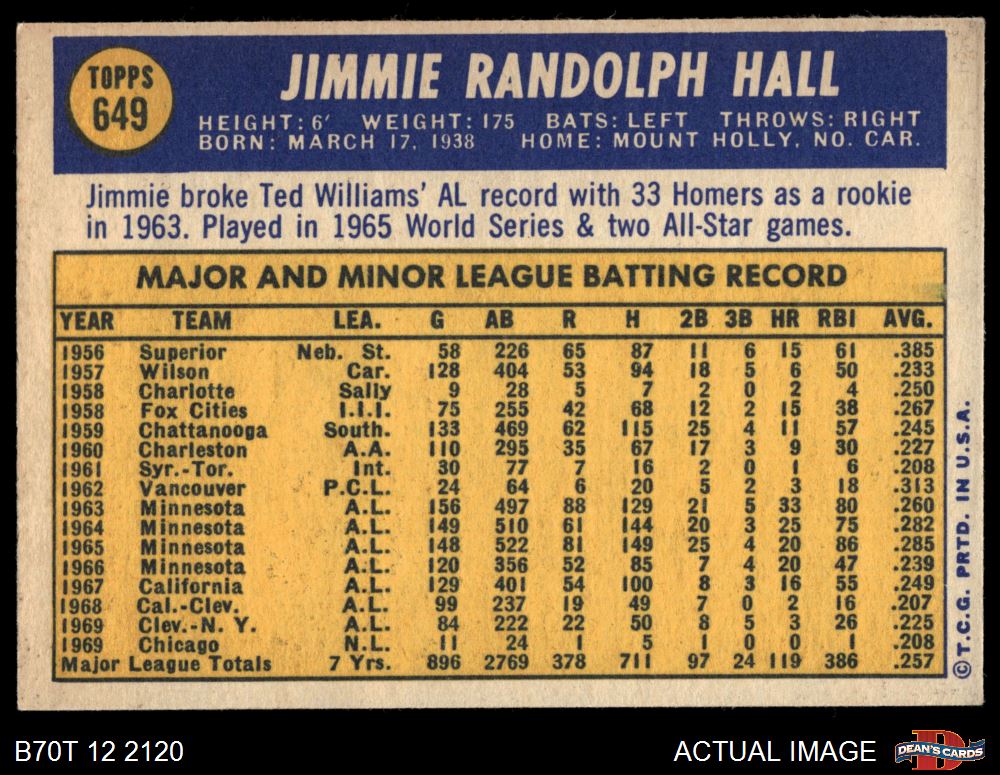 TOPPS
649
JIMMIE RANDOLPH HALL
HEIGHT: 6' WEIGHT: 175 BATS: LEFT THROWS: RIGHT
BORN: MARCH 17, 1938 HOME: MOUNT HOLLY, NO. CAR.
Jimmie broke Ted Williams' AL record with 33 Homers as a rookie
in 1963. Played in 1965 World Series & two All-Star games.
MAJOR AND MINOR LEAGUE BATTING RECORD
YEAR TEAM LEA. G AB R H 2B 3B HR RBI AVG.
1956 Superior Neb. St. 58 226 65 87 11 6 15 61 .385
1957 Wilson Car. 128 404 53 94 18 5 6 50 .233
1958 Charlotte Sally 9 28 5 7 2 0 2 4 .250
1958 Fox Cities I.I.I. 75 255 42 68 12 2 15 38 .267
1959 Chattanooga South. 133 469 62 115 25 4 11 57 .245
1960 Charleston A.A. 110 295 35 67 17 3 9 30 .227
1961 Syr.-Tor. Int. 30 77 7 16 2 0 1 6 .208
1962 Vancouver P.C.L. 24 64 6 20 5 2 3 18 .313
1963 Minnesota A.L. 156 497 88 129 21 5 33 80 .260
1964 Minnesota A.L. 149 510 61 144 20 3 25 75 .282
1965 Minnesota A.L. 148 522 81 149 25 4 20 86 .285
1966 Minnesota A.L. 120 356 52 85 7 4 20 47 .239
1967 California A.L. 129 401 54 100 8 3 16 55 .249
1968 Cal.-Clev. A.L. 99 237 19 49 7 0 2 16 .207
1969 Clev.-N. Y. A.L. 84 222 22 50 8 5 3 26 .225
1969 Chicago N.L. 11 24 1 5 1 0 0 1 .208
Major League Totals 7 Yrs. 896 2769 378 711 97 24 119 386 .257
©T.C.G. PRTD. IN U.S.A.
B70T 12 2120
ACTUAL IMAGE
DEAN'S CARDS